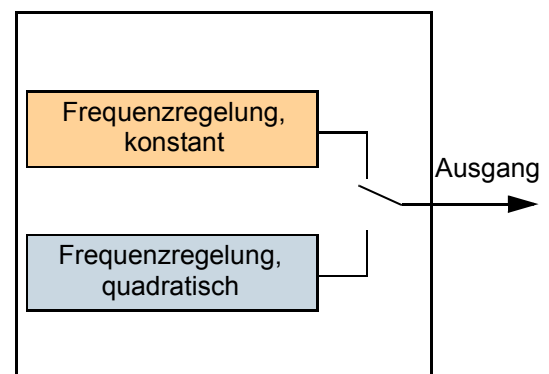 Frequenzregelung,
konstant
Ausgang
Frequenzregelung,
quadratisch